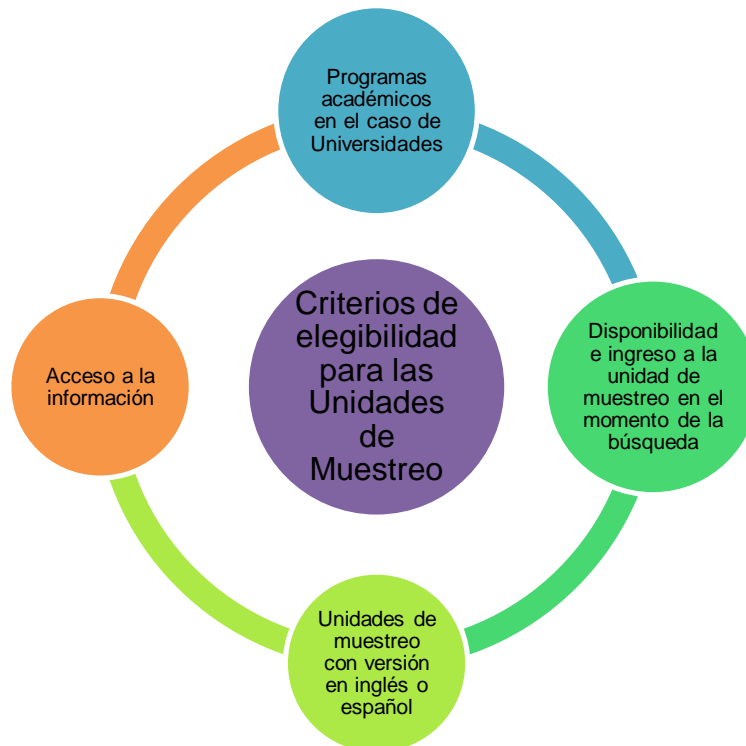 Programas
académicos
en el caso de
Universidades
Criterios de
elegibilidad
para las
Unidades
de
Muestreo
Disponibilidad
e ingreso a la
unidad de
muestreo en el
momento de la
búsqueda
Acceso a la
información
Unidades de
muestreo
con versión
en inglés o
español